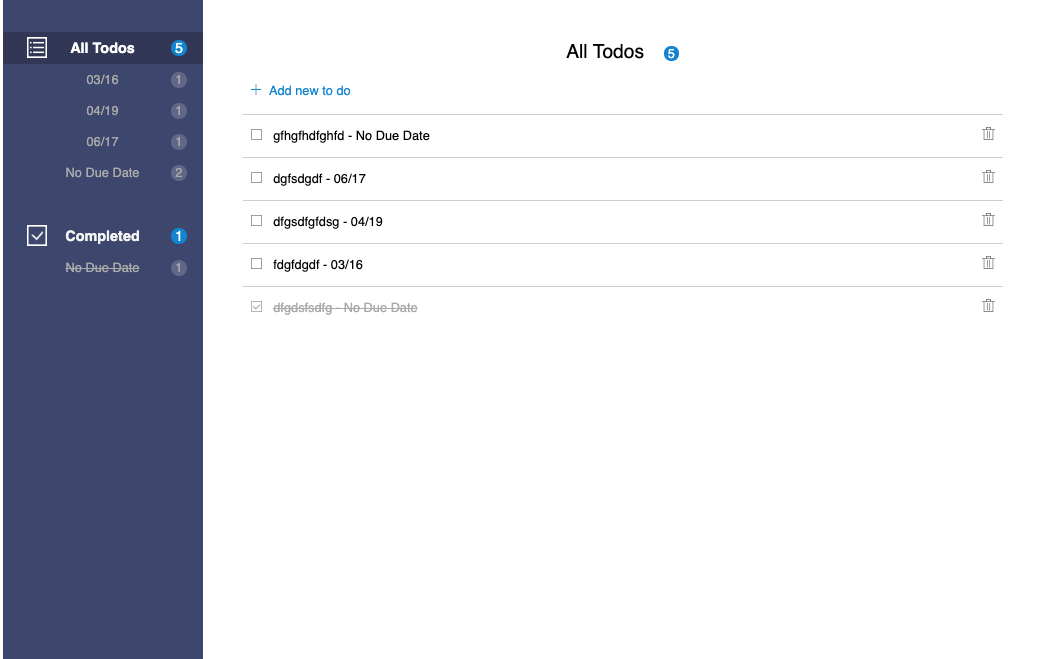 All Todos 5
03/16 1
04/19 1
06/17 1
No Due Date 2
Completed 1
No Due Date 1
All Todos 5
Add new to do
gfhgfhdfghfd - No Due Date
dgfsdgdf - 06/17
dfgsdfgfdsg - 04/19
fdgfdgdf - 03/16
dfgdsfsdfg - No Due Date